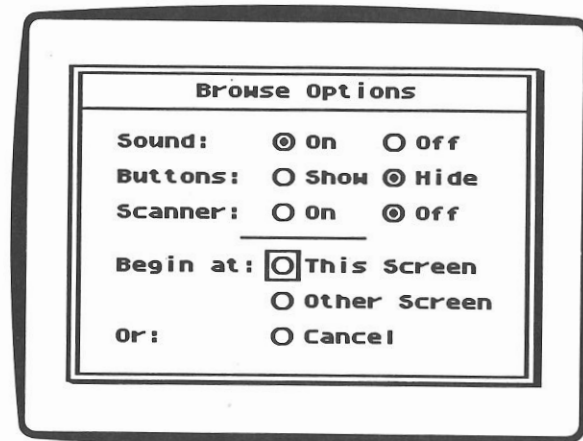 Browse Options
Sound: On Off
Buttons: Show Hide
Scanner: On Off
Begin at: This Screen
Other Screen
Or: Cancel